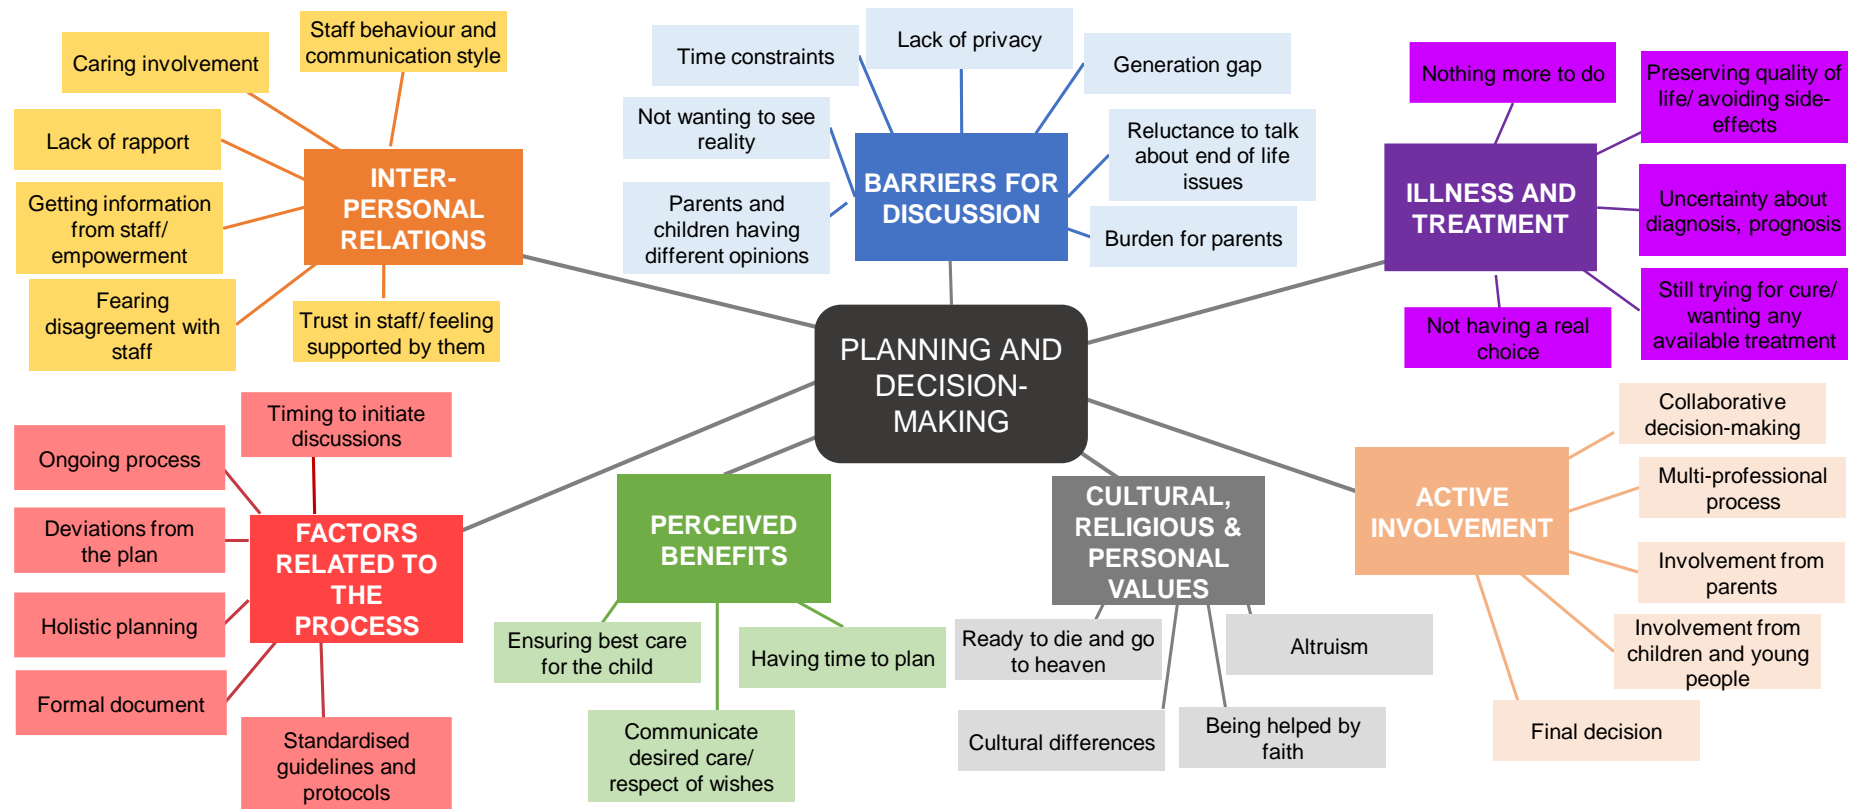 Staff behaviour and
communication style
Caring involvement
Lack of rapport
Getting information
from staff/
empowerment
Fearing
disagreement with
staff
Trust in staff/ feeling
supported by them
INTER-
PERSONAL
RELATIONS
Time constraints
Lack of privacy
Generation gap
Not wanting to see
reality
Reluctance to talk
about end of life
issues
Parents and
children having
different opinions
Burden for parents
BARRIERS FOR
DISCUSSION
Nothing more to do
Preserving quality of
life/ avoiding side-
effects
Uncertainty about
diagnosis, prognosis
Still trying for cure/
wanting any
available treatment
Not having a real
choice
ILLNESS AND
TREATMENT
PLANNING AND
DECISION-
MAKING
Timing to initiate
discussions
Ongoing process
Deviations from
the plan
Holistic planning
Formal document
Standardised
guidelines and
protocols
FACTORS
RELATED TO
THE
PROCESS
PERCEIVED
BENEFITS
Ensuring best care
for the child
Having time to plan
Communicate
desired care/
respect of wishes
CULTURAL,
RELIGIOUS &
PERSONAL
VALUES
Ready to die and go
to heaven
Altruism
Cultural differences
Being helped by
faith
ACTIVE
INVOLVEMENT
Collaborative
decision-making
Multi-professional
process
Involvement from
parents
Involvement from
children and young
people
Final decision